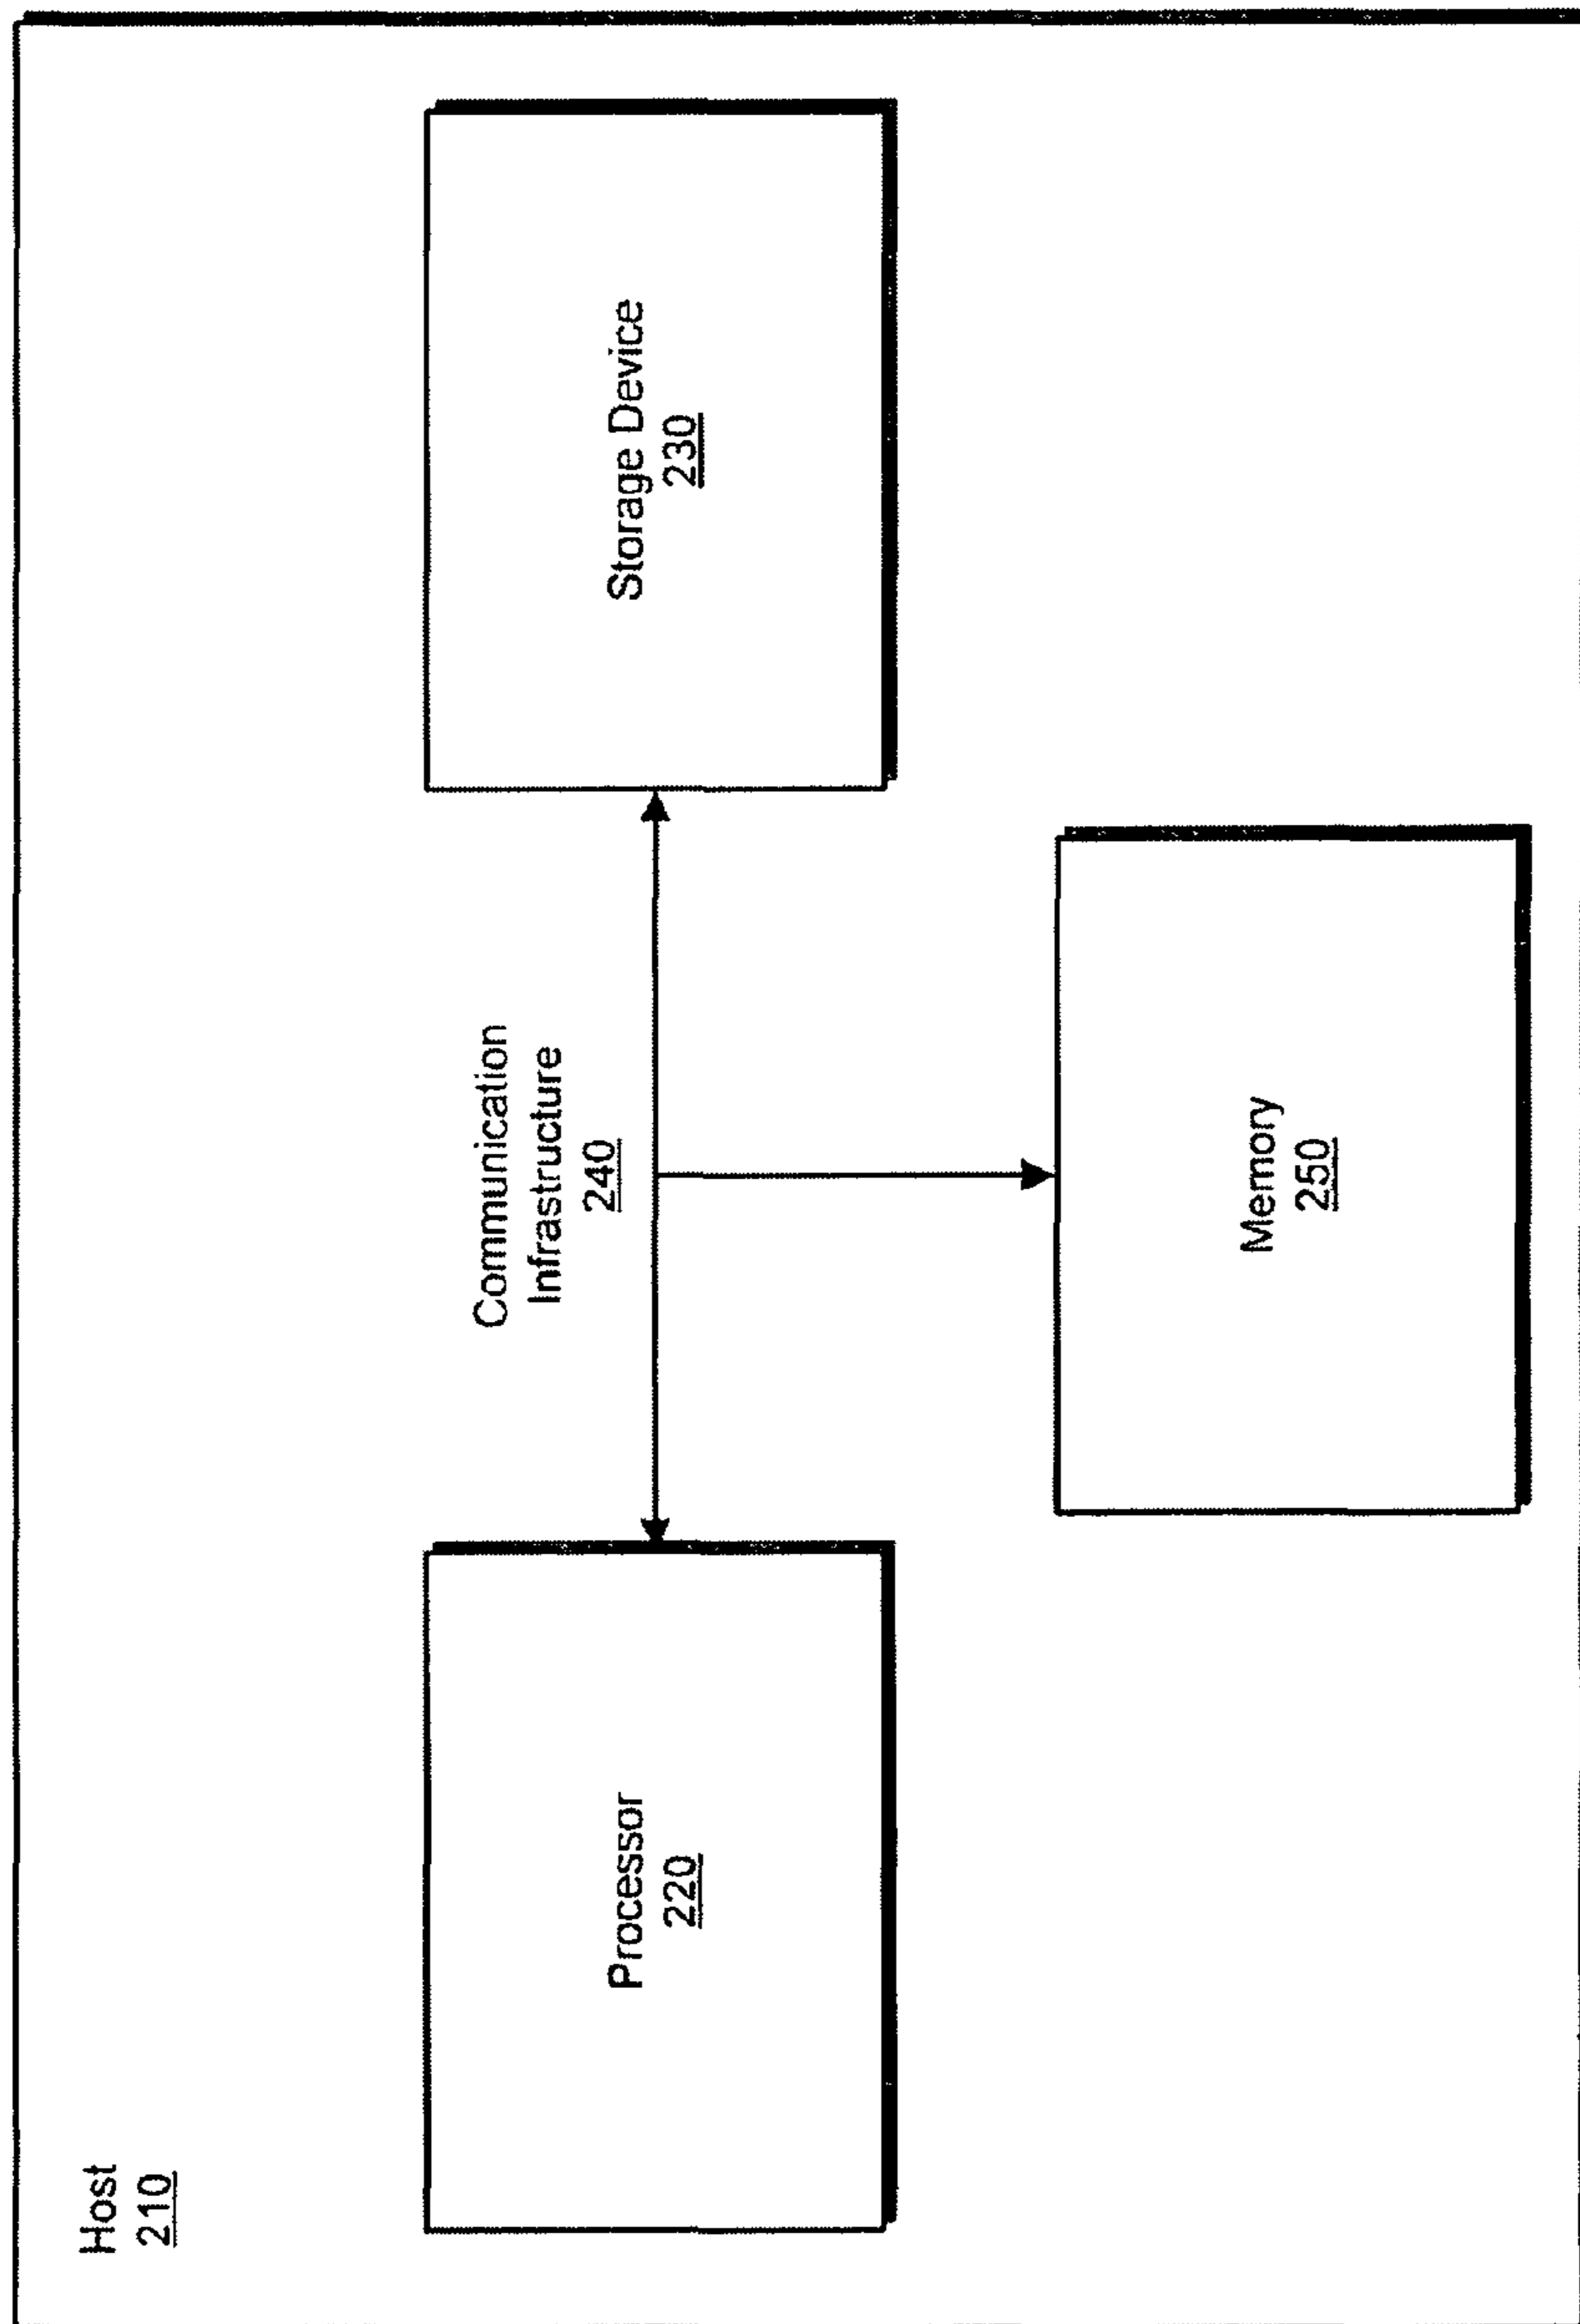 Host
210
Communication
Infrastructure
240
Processor
220
Storage Device
230
Memory
250